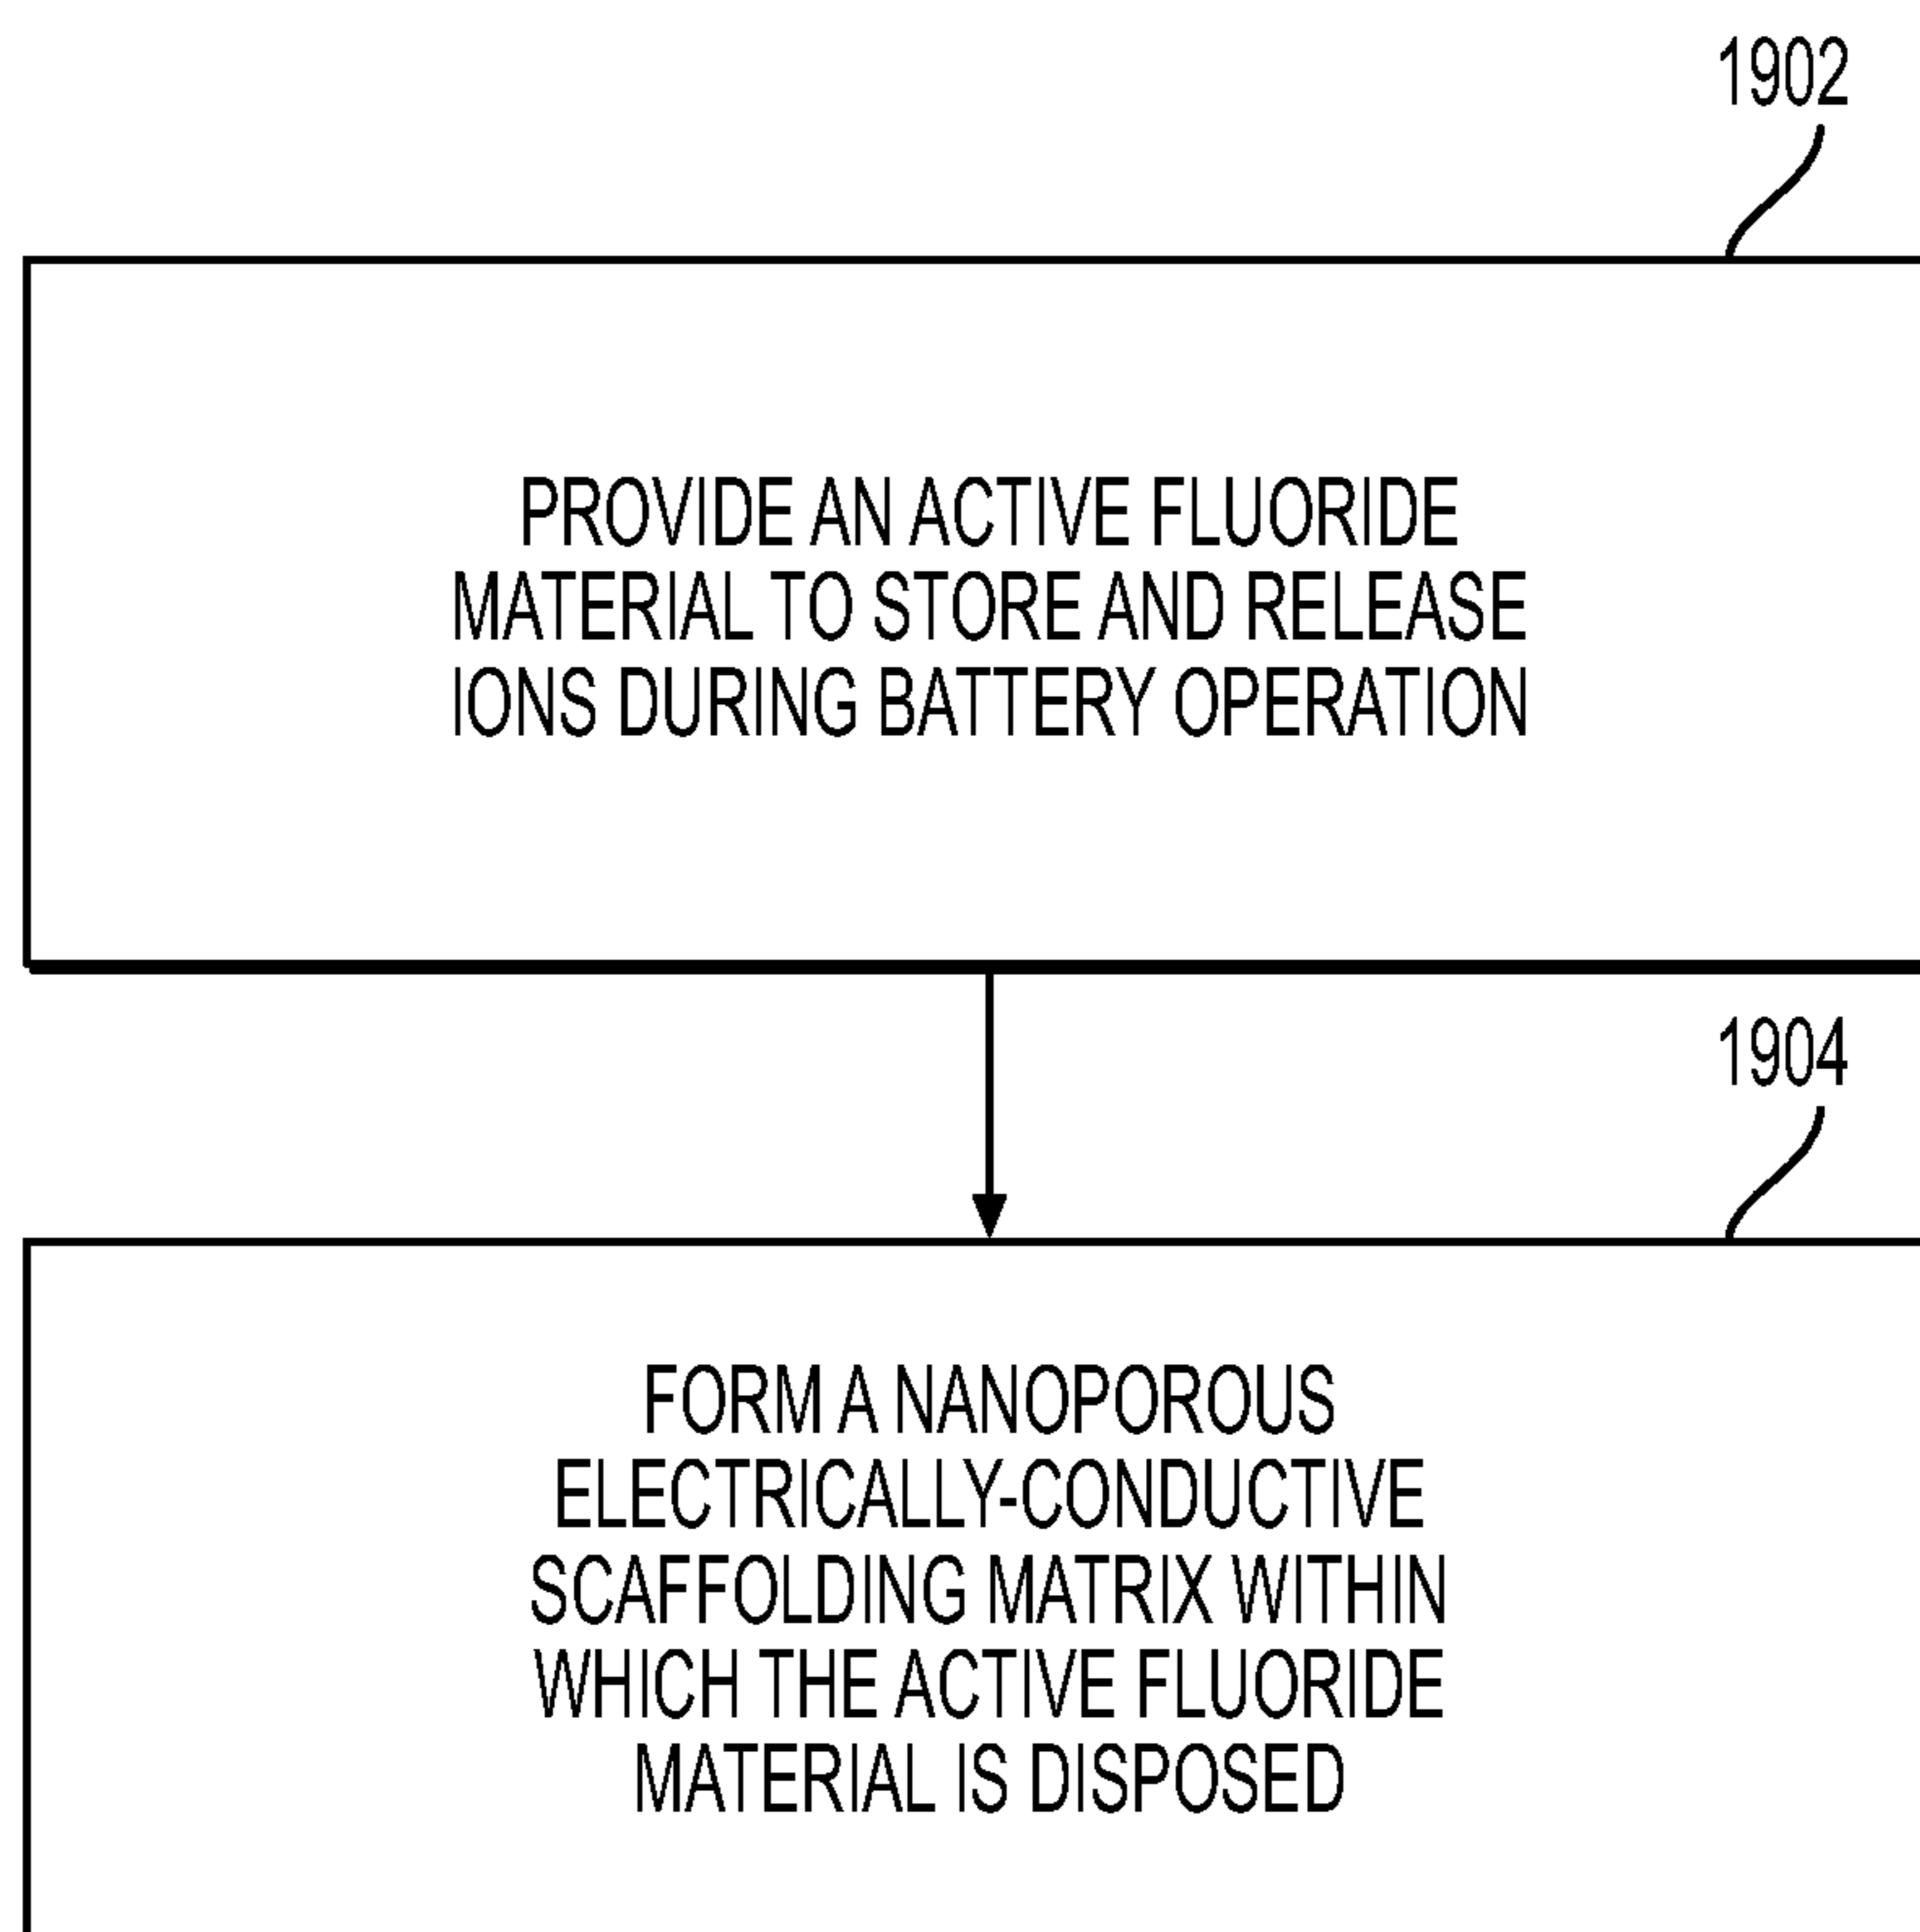 1902
PROVIDE AN ACTIVE FLUORIDE
MATERIAL TO STORE AND RELEASE
IONS DURING BATTERY OPERATION
1904
FORM A NANOPOROUS
ELECTRICALLY-CONDUCTIVE
SCAFFOLDING MATRIX WITHIN
WHICH THE ACTIVE FLUORIDE
MATERIAL IS DISPOSED